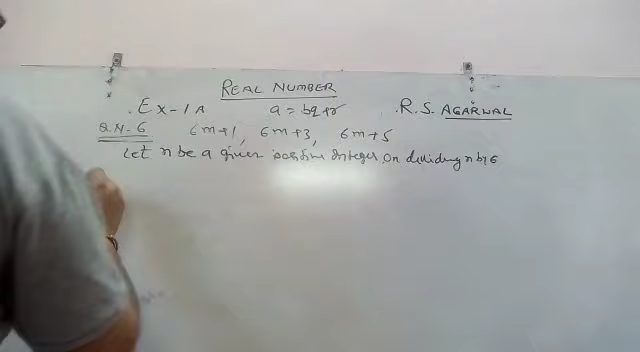 REAL NUMBER
Ex-1A a = bq+r R.S. AGARWAL
Q.N-6 6m+1, 6m+3, 6m+5
Let n be a given positive integer, on dividing n by 6